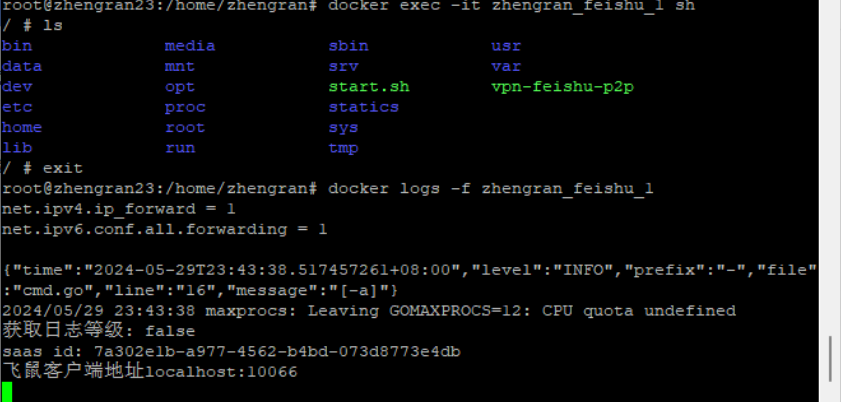 root@zhengran23:/home/zhengran# docker exec -it zhengran_feishu_1 sh
/ # ls
bin media sbin usr
data mnt srv var
dev opt start.sh vpn-feishu-p2p
etc proc statics
home root sys
lib run tmp
/ # exit
root@zhengran23:/home/zhengran# docker logs -f zhengran_feishu_1
net.ipv4.ip_forward = 1
net.ipv6.conf.all.forwarding = 1
{"time":"2024-05-29T23:43:38.517457261+08:00","level":"INFO","prefix":"-","file"
:"cmd.go","line":"16","message":"[-a]"}
2024/05/29 23:43:38 maxprocs: Leaving GOMAXPROCS=12: CPU quota undefined
获取日志等级: false
saas id: 7a302e1b-a977-4562-b4bd-073d8773e4db
飞鼠客户端地址localhost:10066